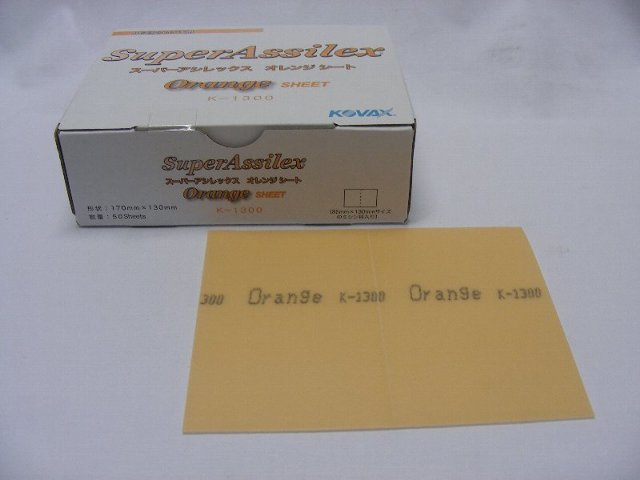 SuperAssilex
スーパーアシレックス オレンジ シート
Orange SHEET
K-1300
KOVAX
SuperAssilex
スーパーアシレックス オレンジ シート
Orange SHEET
K-1300
形状：170mm×130mm
数量：50Sheets
300 Orange K-1300 Orange K-1300